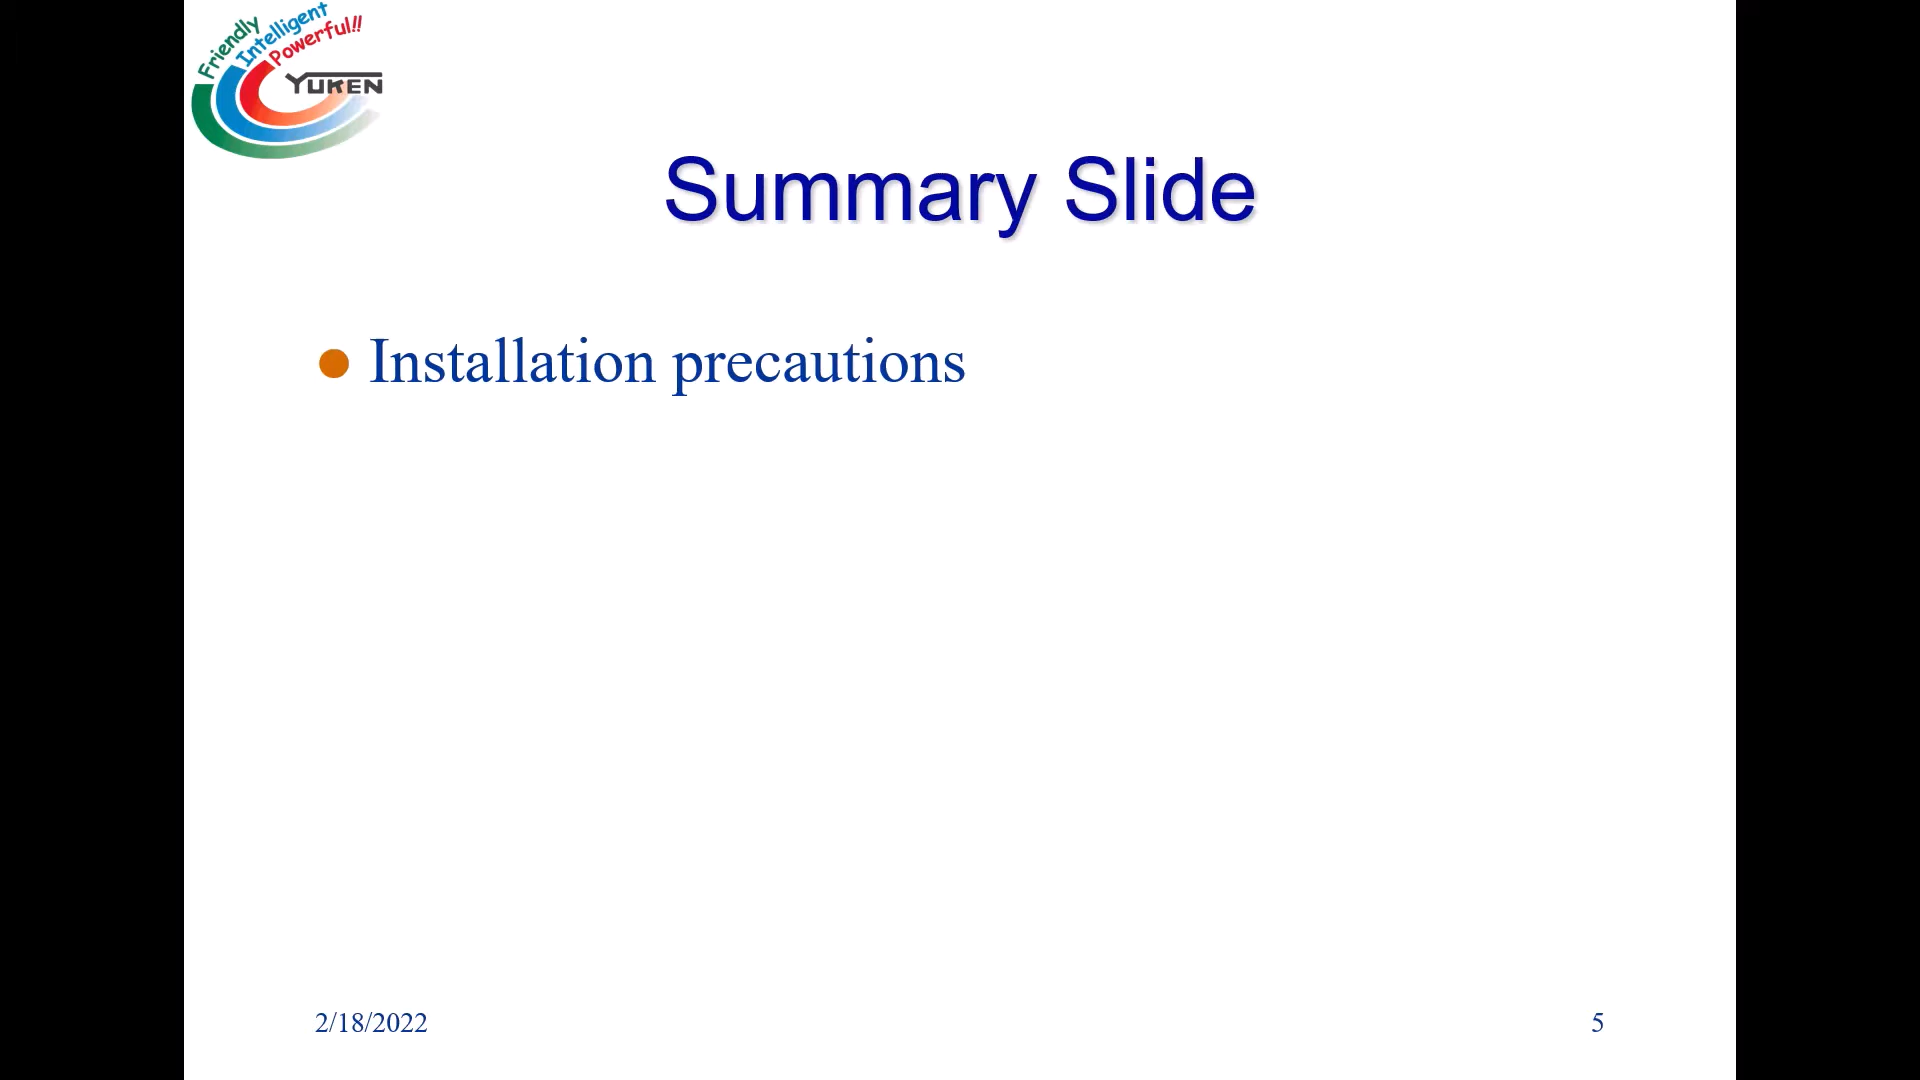 Friendly
Intelligent
Powerful!!
YUKEN
Summary Slide
Installation precautions
2/18/2022
5